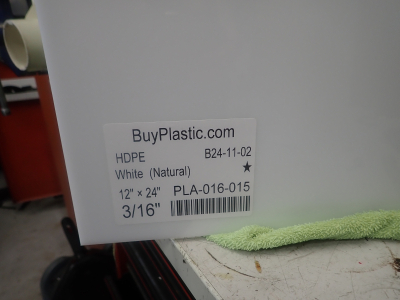 BuyPlastic.com
HDPE B24-11-02
White (Natural) ★
12" x 24" PLA-016-015
3/16"